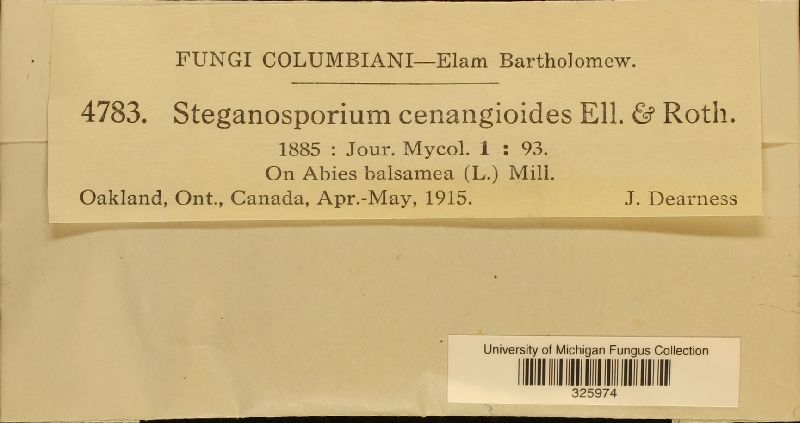 FUNGI COLUMBIANI—Elam Bartholomew.
4783. Steganosporium cenangioides Ell. & Roth.
1885 : Jour. Mycol. 1 : 93.
On Abies balsamea (L.) Mill.
Oakland, Ont., Canada, Apr.-May, 1915. J. Dearness
University of Michigan Fungus Collection
325974